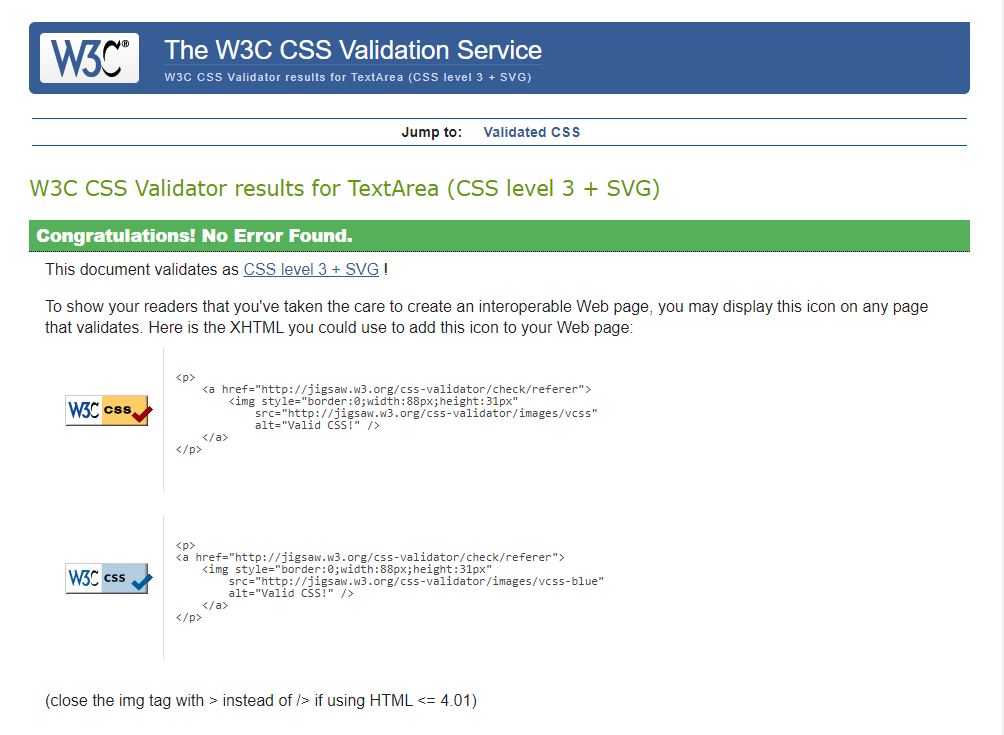 W3C®
The W3C CSS Validation Service
W3C CSS Validator results for TextArea (CSS level 3 + SVG)
Jump to: Validated CSS
W3C CSS Validator results for TextArea (CSS level 3 + SVG)
Congratulations! No Error Found.
This document validates as CSS level 3 + SVG !
To show your readers that you've taken the care to create an interoperable Web page, you may display this icon on any page
that validates. Here is the XHTML you could use to add this icon to your Web page:
W3C css
<p>
<a href="http://jigsaw.w3.org/css-validator/check/referer">
<img style="border:0;width:88px;height:31px"
src="http://jigsaw.w3.org/css-validator/images/vcss"
alt="Valid CSS!" />
</a>
</p>
W3C css
<p>
<a href="http://jigsaw.w3.org/css-validator/check/referer">
<img style="border:0;width:88px;height:31px"
src="http://jigsaw.w3.org/css-validator/images/vcss-blue"
alt="Valid CSS!" />
</a>
</p>
(close the img tag with > instead of /> if using HTML <= 4.01)